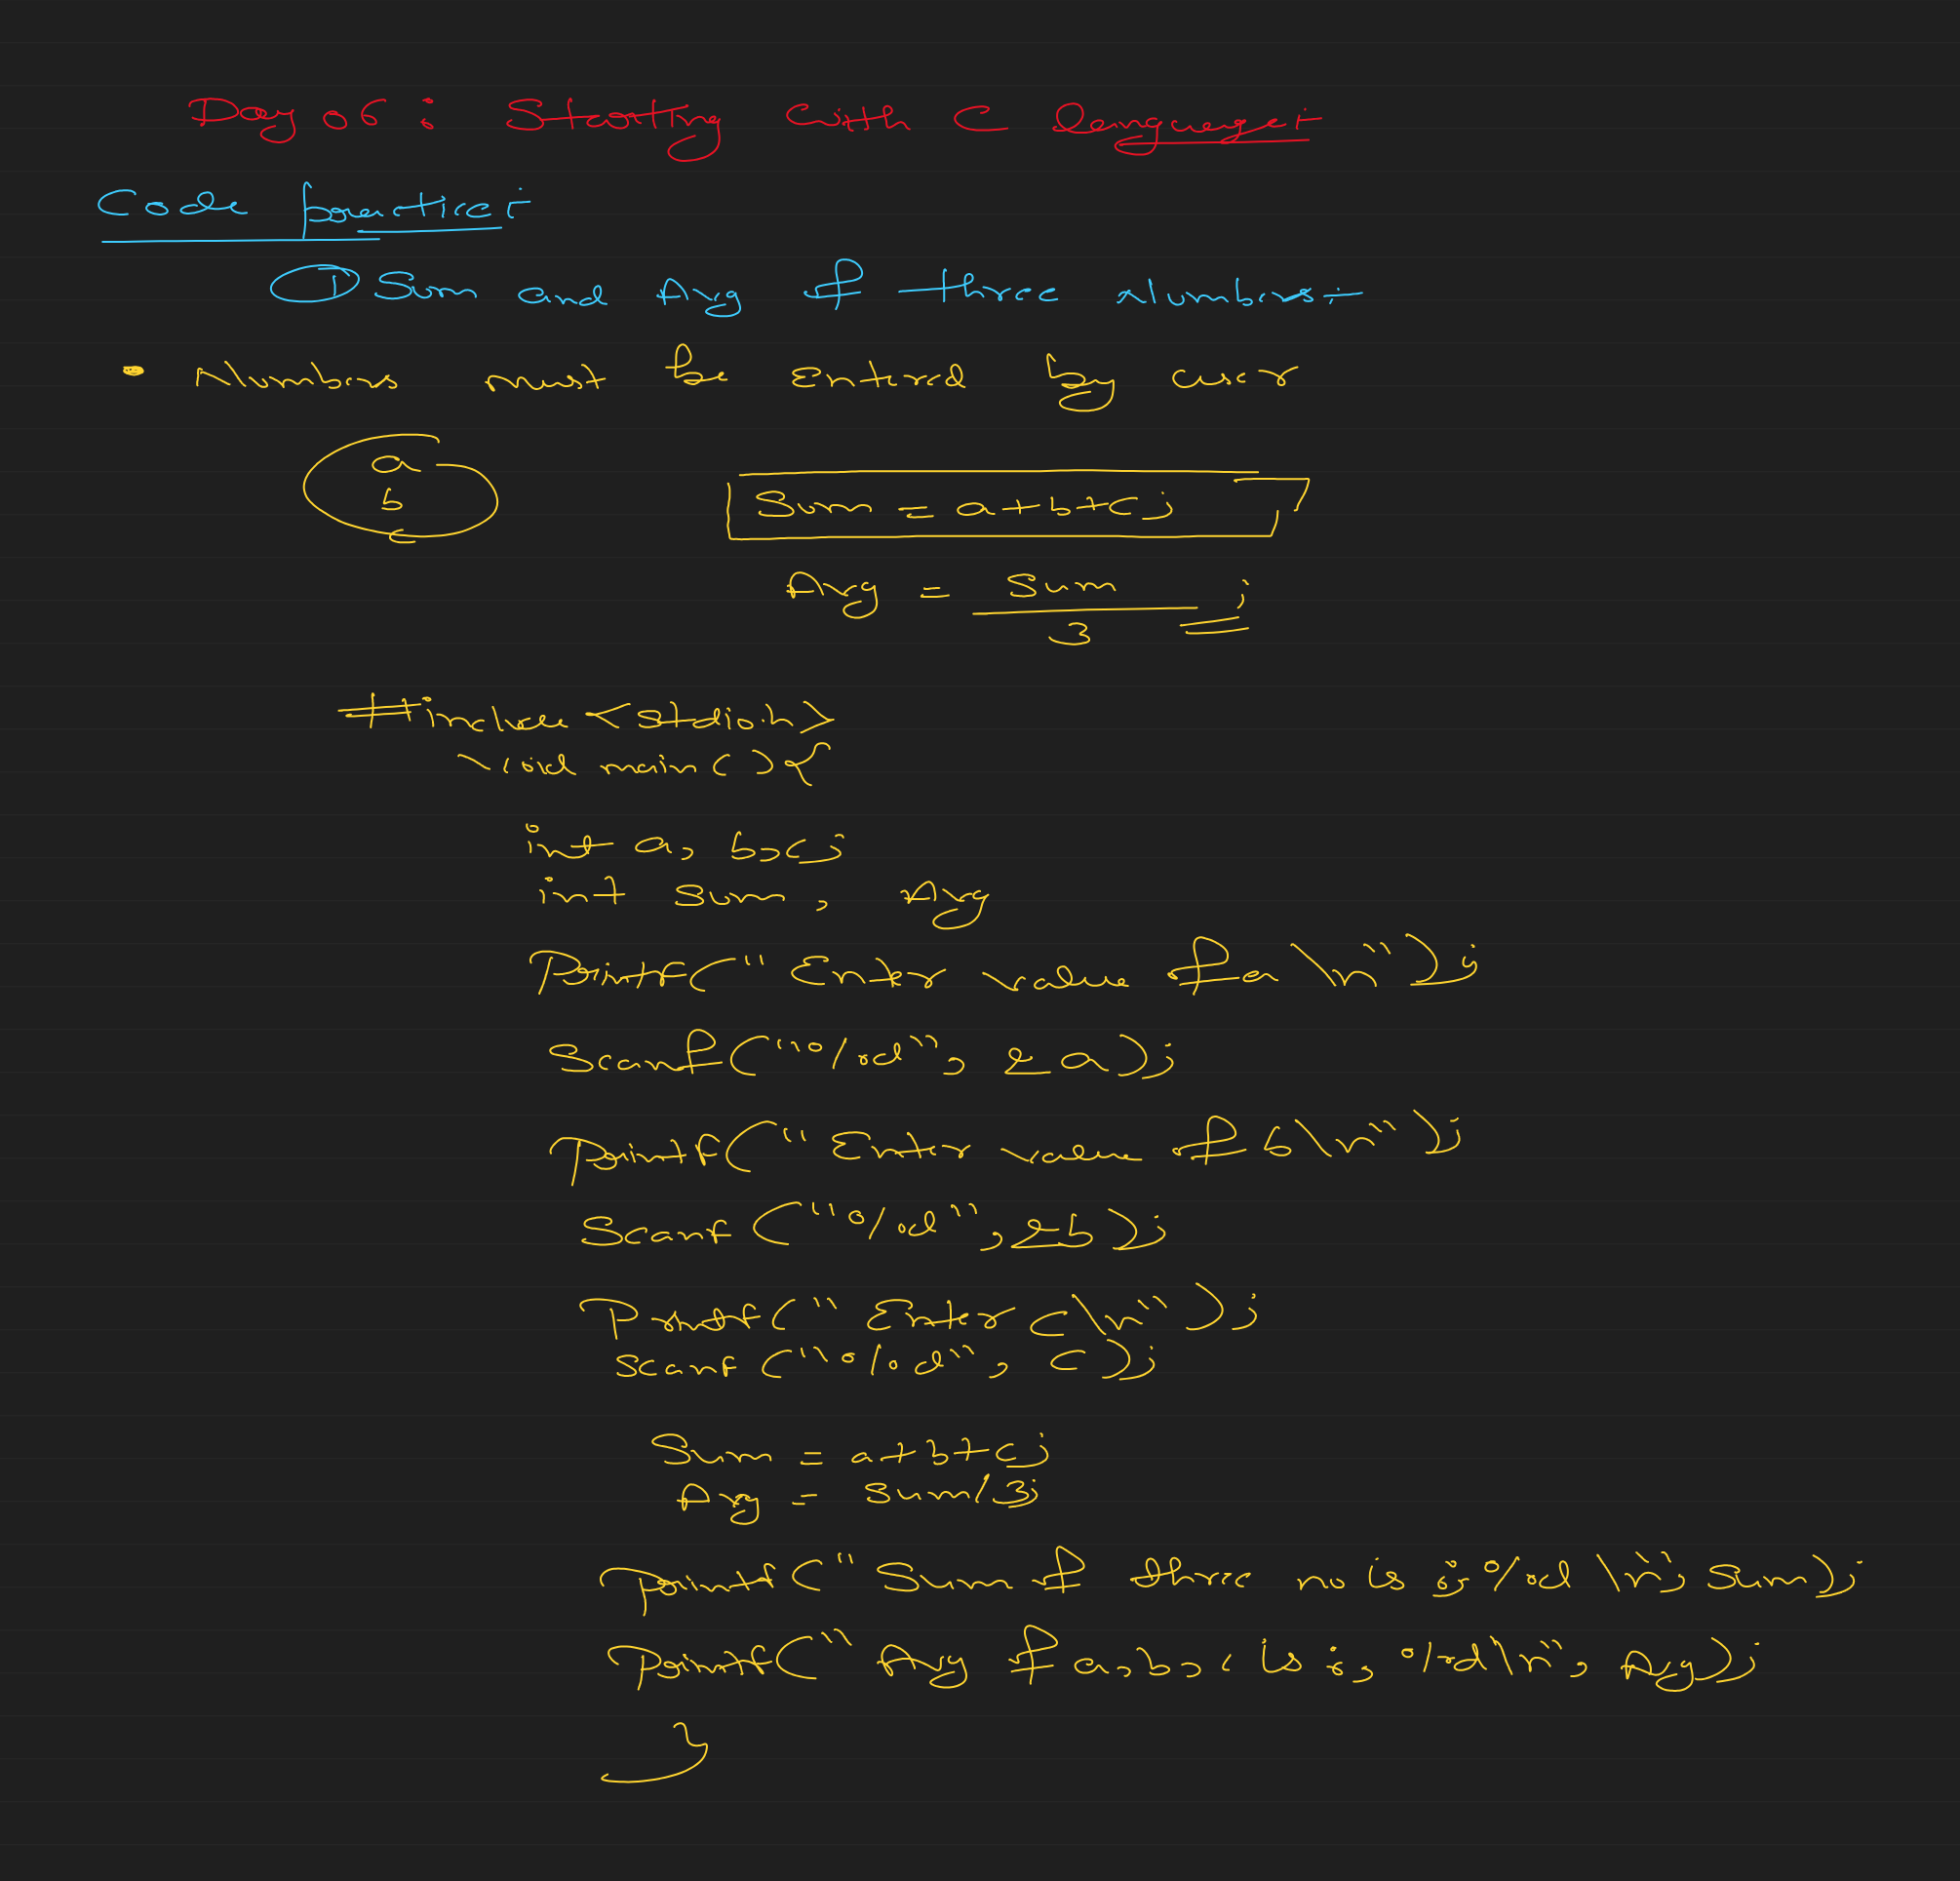 Day 06 : Starting with C language :-
Code practice :-
① Sum and Avg of three Numbers :-
• Numbers must be Entered by user
a
b
c
Sum = a+b+c;
Avg = Sum / 3 ;
#include <stdio.h>
void main () {
int a, b, c;
int Sum , Avg
Printf(" Enter value of a \n");
Scanf("%d", &a);
printf(" Enter value of b \n");
Scanf("%d", &b);
Printf(" Enter c\n");
Scanf("%d", c);
Sum = a+b+c;
Avg = Sum/3;
printf(" Sum of three no is : %d \n", Sum);
printf(" Avg of a,b,c is :, %d\n", Avg);
}